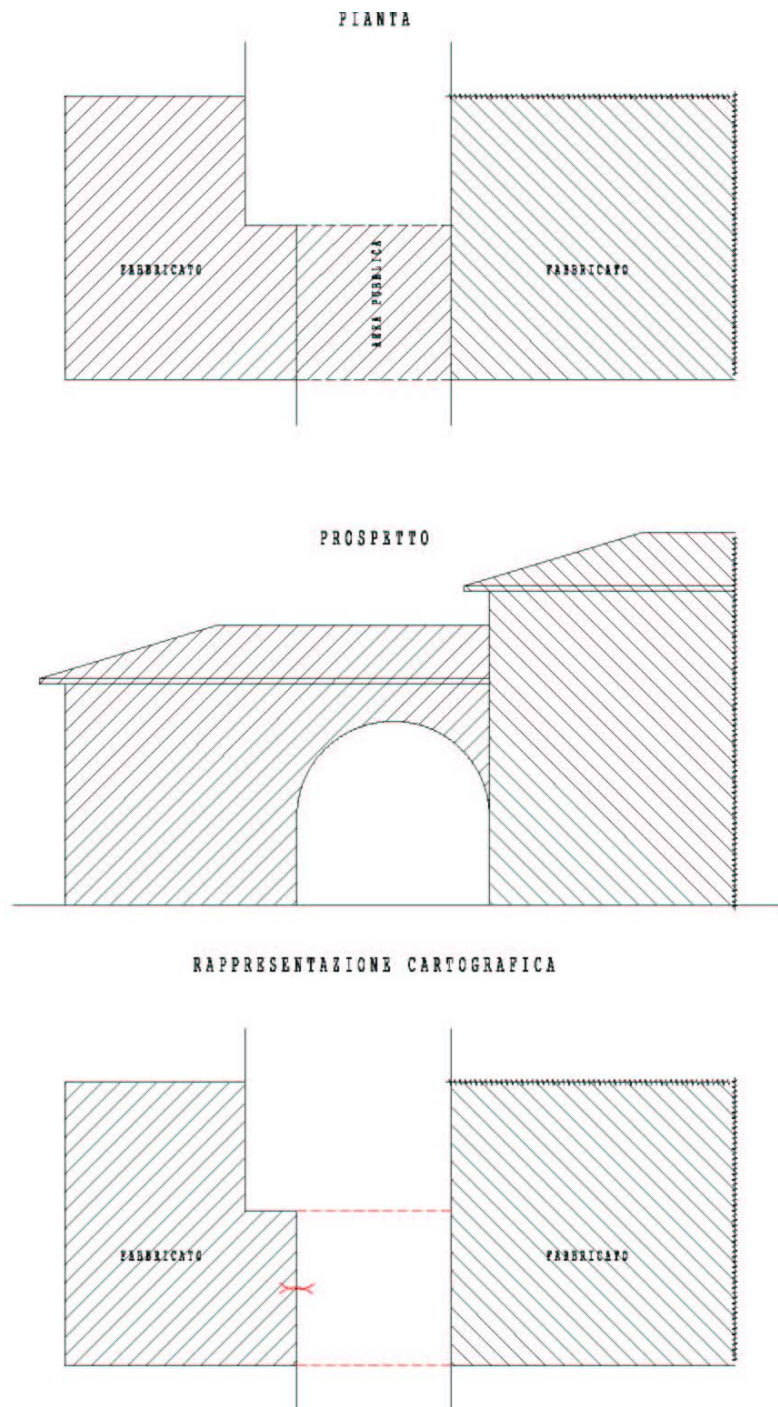 PIANTA
FABBRICATO
AREA PUBBLICA
FABBRICATO
PROSPETTO
RAPPRESENTAZIONE CARTOGRAFICA
FABBRICATO
FABBRICATO